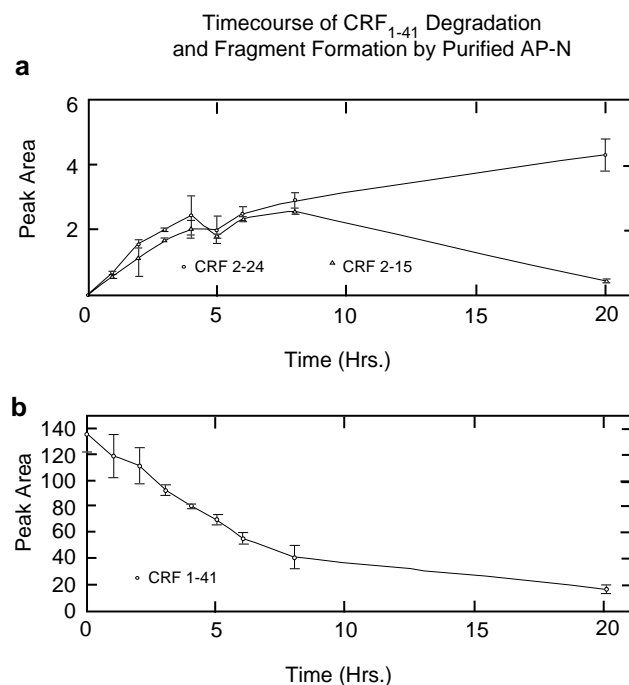 Timecourse of CRF1-41 Degradation
and Fragment Formation by Purified AP-N
a
6
4
2
Peak Area
CRF 2-24 CRF 2-15
0 5 10 15 20
Time (Hrs.)
b
140
120
100
80
60
40
20
0
Peak Area
CRF 1-41
0 5 10 15 20
Time (Hrs.)